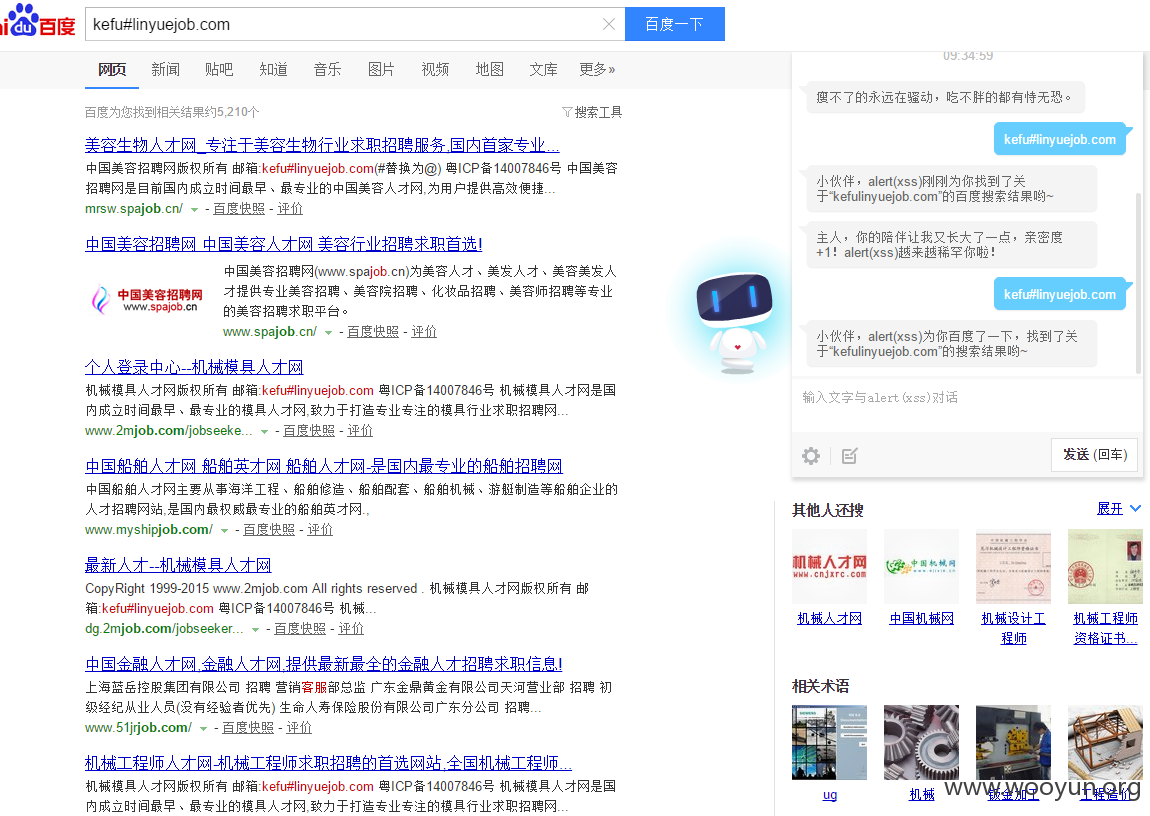 Bai du 百度
kefu#linyuejob.com
百度一下
网页 新闻 贴吧 知道 音乐 图片 视频 地图 文库 更多»
百度为您找到相关结果约5,210个
搜索工具
美容生物人才网_专注于美容生物行业求职招聘服务,国内首家专业...
中国美容招聘网版权所有 邮箱:kefu#linyuejob.com(#替换为@) 粤ICP备14007846号 中国美容
招聘网是目前国内成立时间最早、最专业的中国美容人才网,为用户提供高效便捷...
mrsw.spajob.cn/ - 百度快照 - 评价
中国美容招聘网 中国美容人才网 美容行业招聘求职首选!
中国美容招聘网
www.spajob.cn
中国美容招聘网(www.spajob.cn)为美容人才、美发人才、美容美发人
才提供专业美容招聘、美容院招聘、化妆品招聘、美容师招聘等专业
的美容招聘求职平台。
www.spajob.cn/ - 百度快照 - 评价
个人登录中心--机械模具人才网
机械模具人才网版权所有 邮箱:kefu#linyuejob.com 粤ICP备14007846号 机械模具人才网是国
内成立时间最早、最专业的模具人才网,致力于打造专业专注的模具行业求职招聘网...
www.2mjob.com/jobseeke... - 百度快照 - 评价
中国船舶人才网 船舶英才网 船舶人才网-是国内最专业的船舶招聘网
中国船舶人才网主要从事海洋工程、船舶修造、船舶配套、船舶机械、游艇制造等船舶企业的
人才招聘网站,是国内最权威最专业的船舶英才网.,
www.myshipjob.com/ - 百度快照 - 评价
最新人才--机械模具人才网
CopyRight 1999-2015 www.2mjob.com All rights reserved . 机械模具人才网版权所有 邮
箱:kefu#linyuejob.com 粤ICP备14007846号 机械...
dg.2mjob.com/jobseeker... - 百度快照 - 评价
中国金融人才网,金融人才网,提供最新最全的金融人才招聘求职信息!
上海蓝岳控股集团有限公司 招聘 营销客服部总监 广东金鼎黄金有限公司天河营业部 招聘 初
级经纪从业人员(没有经验者优先) 生命人寿保险股份有限公司广东分公司 招聘...
www.51jrjob.com/ - 百度快照 - 评价
机械工程师人才网-机械工程师求职招聘的首选网站,全国机械工程师...
机械模具人才网版权所有 邮箱:kefu#linyuejob.com 粤ICP备14007846号 机械模具人才网是国
内成立时间最早、最专业的模具人才网,致力于打造专业专注的模具行业求职招聘网...
09:34:59
瘦不了的永远在骚动，吃不胖的都有恃无恐。
kefu#linyuejob.com
小伙伴，alert(xss)刚刚为你找到了关
于“kefulinyuejob.com”的百度搜索结果哟~
主人，你的陪伴让我又长大了一点，亲密度
+1！alert(xss)越来越稀罕你啦!
kefu#linyuejob.com
小伙伴，alert(xss)为你百度了一下，找到了关
于“kefulinyuejob.com”的搜索结果哟~
输入文字与alert(xss)对话
发送 (回车)
其他人还搜
展开
机械人才网
www.cnjxrc.com
中国机械网
机械人才网 中国机械网 机械设计工 机械工程师
程师 资格证书...
相关术语
ug 机械 钣金加工 工程造价
www.wooyun.org